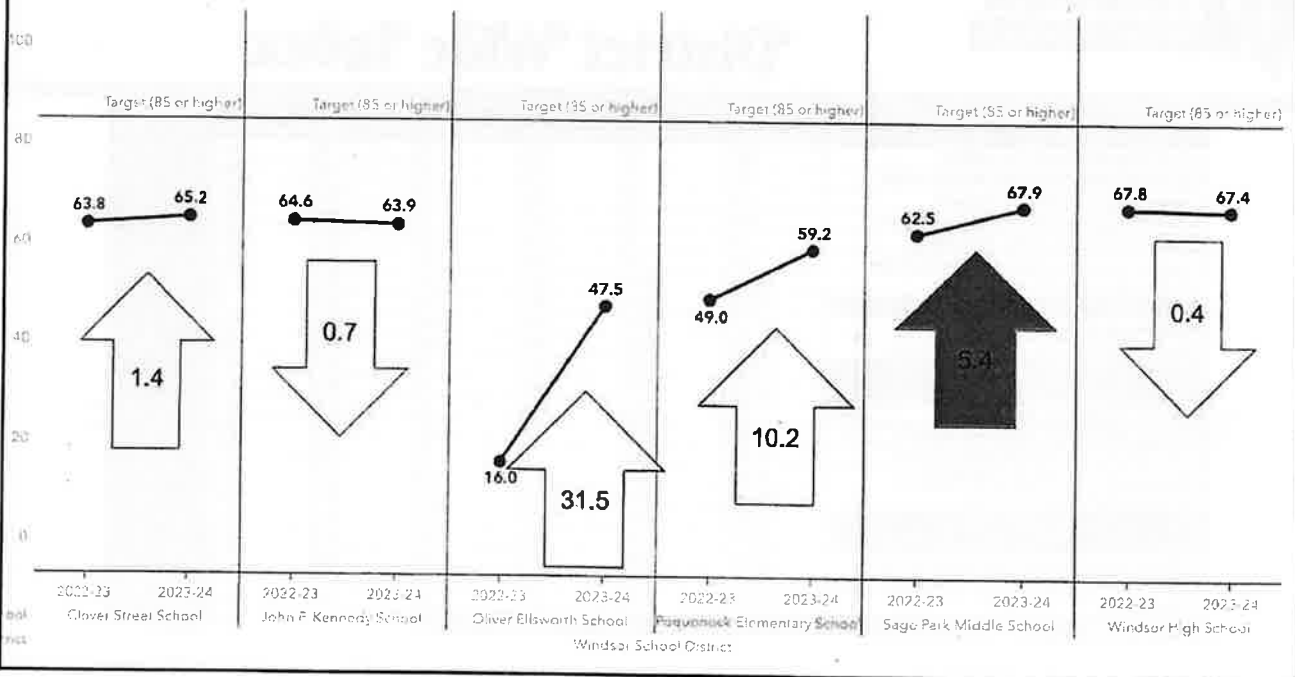 100
Target (85 or higher) Target (85 or higher) Target (85 or higher) Target (85 or higher) Target (85 or higher) Target (85 or higher)
80
63.8 65.2 64.6 63.9 62.5 67.9 67.8 67.4
60
59.2
47.5 49.0
40
1.4 0.7 10.2 5.4 0.4
20
16.0 31.5
0
2022-23 2023-24 2022-23 2023-24 2022-23 2023-24 2022-23 2023-24 2022-23 2023-24 2022-23 2023-24
Clover Street School John F. Kennedy School Oliver Ellsworth School Poquonock Elementary School Sage Park Middle School Windsor High School
Windsor School District